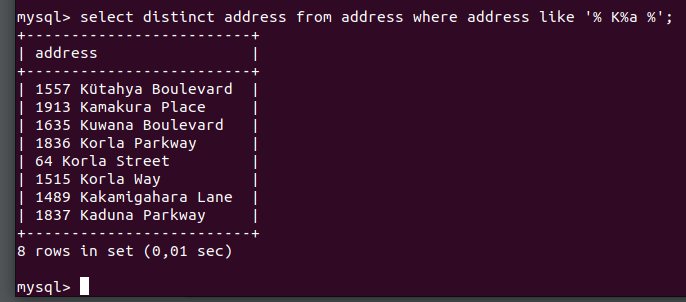 mysql> select distinct address from address where address like '% K%a %';
+-------------------------+
| address                 |
+-------------------------+
| 1557 Kütahya Boulevard  |
| 1913 Kamakura Place     |
| 1635 Kuwana Boulevard   |
| 1836 Korla Parkway      |
| 64 Korla Street         |
| 1515 Korla Way          |
| 1489 Kakamigahara Lane  |
| 1837 Kaduna Parkway     |
+-------------------------+
8 rows in set (0,01 sec)
mysql>